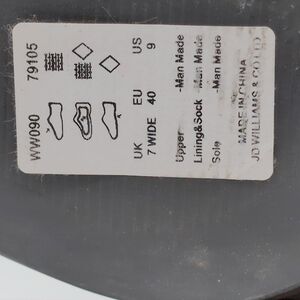 WW090 79105
UK EU US
7 WIDE 40 9
Upper -Man Made
Lining&Sock -Man Made
Sole -Man Made
MADE IN CHINA
JD WILLIAMS & CO LTD